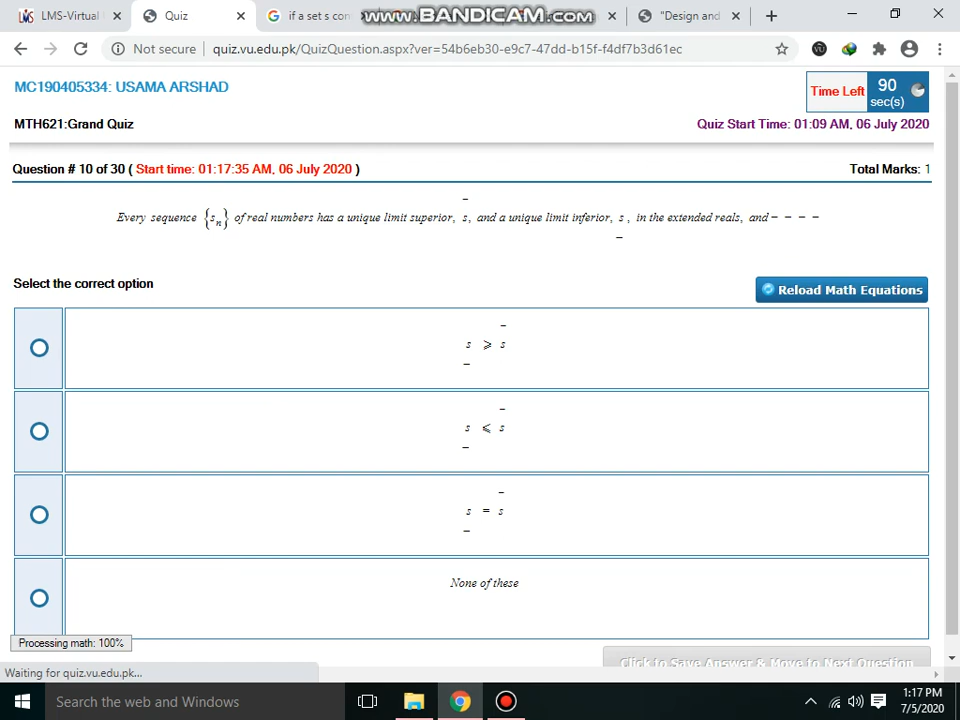 LMS-Virtual
Quiz
if a set s con
www.BANDICAM.com
"Design and
Not secure quiz.vu.edu.pk/QuizQuestion.aspx?ver=54b6eb30-e9c7-47dd-b15f-f4df7b3d61ec
MC190405334: USAMA ARSHAD
Time Left 90 sec(s)
MTH621:Grand Quiz
Quiz Start Time: 01:09 AM, 06 July 2020
Question # 10 of 30 ( Start time: 01:17:35 AM, 06 July 2020 )
Total Marks: 1
Every sequence {sₙ} of real numbers has a unique limit superior, s̅, and a unique limit inferior, s̲ , in the extended reals, and – – – –
Select the correct option
Reload Math Equations
s̲ ⩾ s̅
s̲ ⩽ s̅
s̲ = s̅
None of these
Processing math: 100%
Click to Save Answer & Move to Next Question
Waiting for quiz.vu.edu.pk...
Search the web and Windows
1:17 PM
7/5/2020